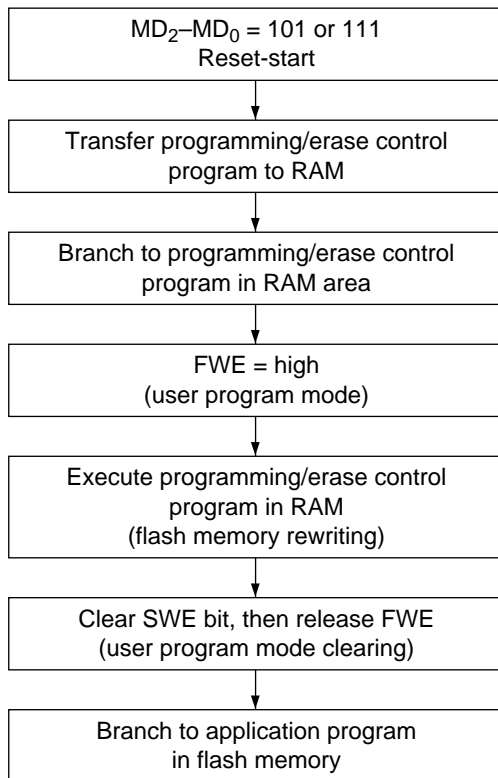 MD₂–MD₀ = 101 or 111
Reset-start
Transfer programming/erase control
program to RAM
Branch to programming/erase control
program in RAM area
FWE = high
(user program mode)
Execute programming/erase control
program in RAM
(flash memory rewriting)
Clear SWE bit, then release FWE
(user program mode clearing)
Branch to application program
in flash memory